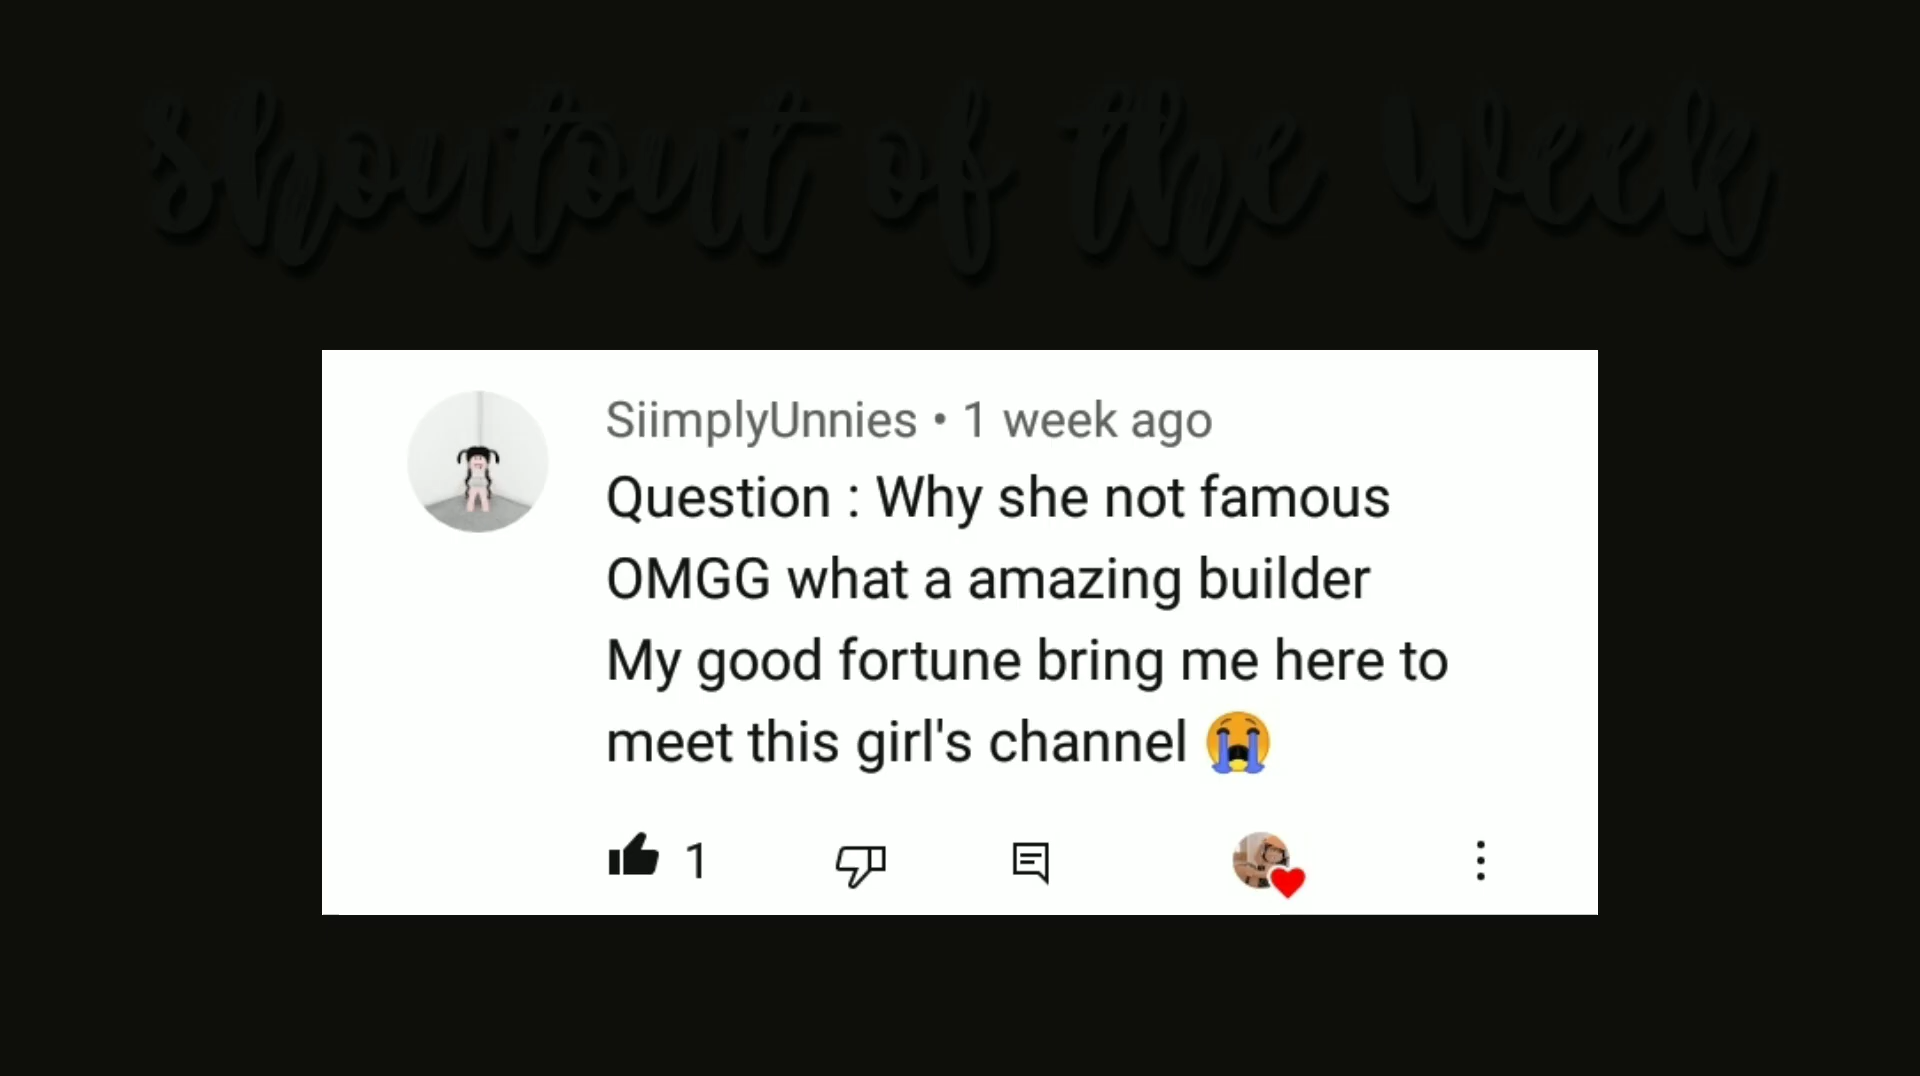 Shoutout of the week
SiimplyUnnies • 1 week ago
Question : Why she not famous
OMGG what a amazing builder
My good fortune bring me here to
meet this girl's channel 😭
1